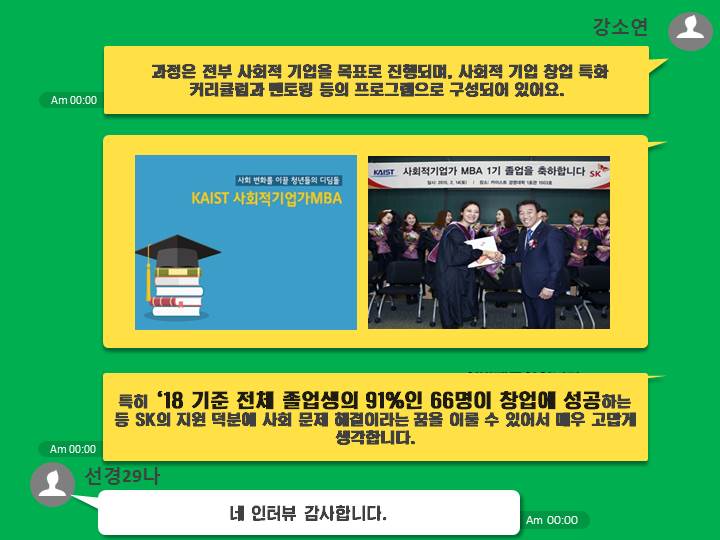 강소연
과정은 전부 사회적 기업을 목표로 진행되며, 사회적 기업 창업 특화
커리큘럼과 멘토링 등의 프로그램으로 구성되어 있어요.
Am 00:00
사회 변화를 이끌 청년들의 디딤돌
KAIST 사회적기업가MBA
KAIST 사회적기업가 MBA 1기 졸업을 축하합니다 SK
특히 ‘18 기준 전체 졸업생의 91%인 66명이 창업에 성공하는
등 SK의 지원 덕분에 사회 문제 해결이라는 꿈을 이룰 수 있어서 매우 고맙게
생각합니다.
Am 00:00
선경29나
네 인터뷰 감사합니다.
Am 00:00